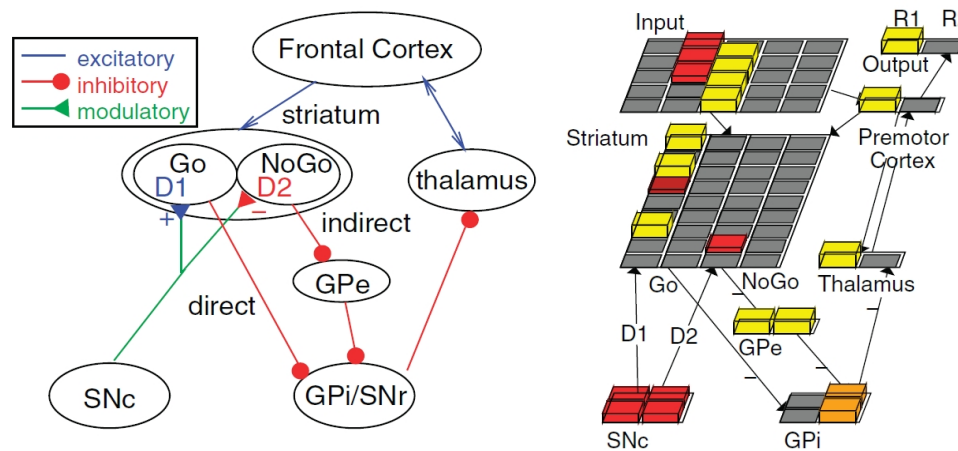 excitatory
inhibitory
modulatory
Frontal Cortex
striatum
Go
NoGo
D1
D2
+
−
thalamus
indirect
GPe
direct
SNc
GPi/SNr
Input
R1
R
Output
Striatum
Premotor
Cortex
Go
NoGo
Thalamus
D1
D2
GPe
SNc
GPi